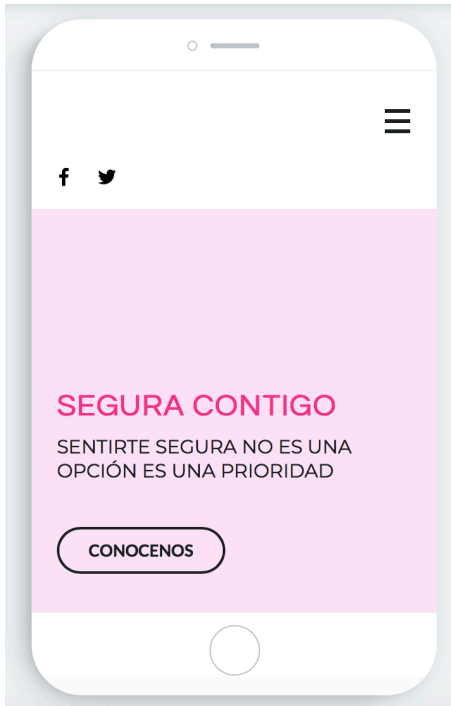 SEGURA CONTIGO
SENTIRTE SEGURA NO ES UNA
OPCIÓN ES UNA PRIORIDAD
CONOCENOS